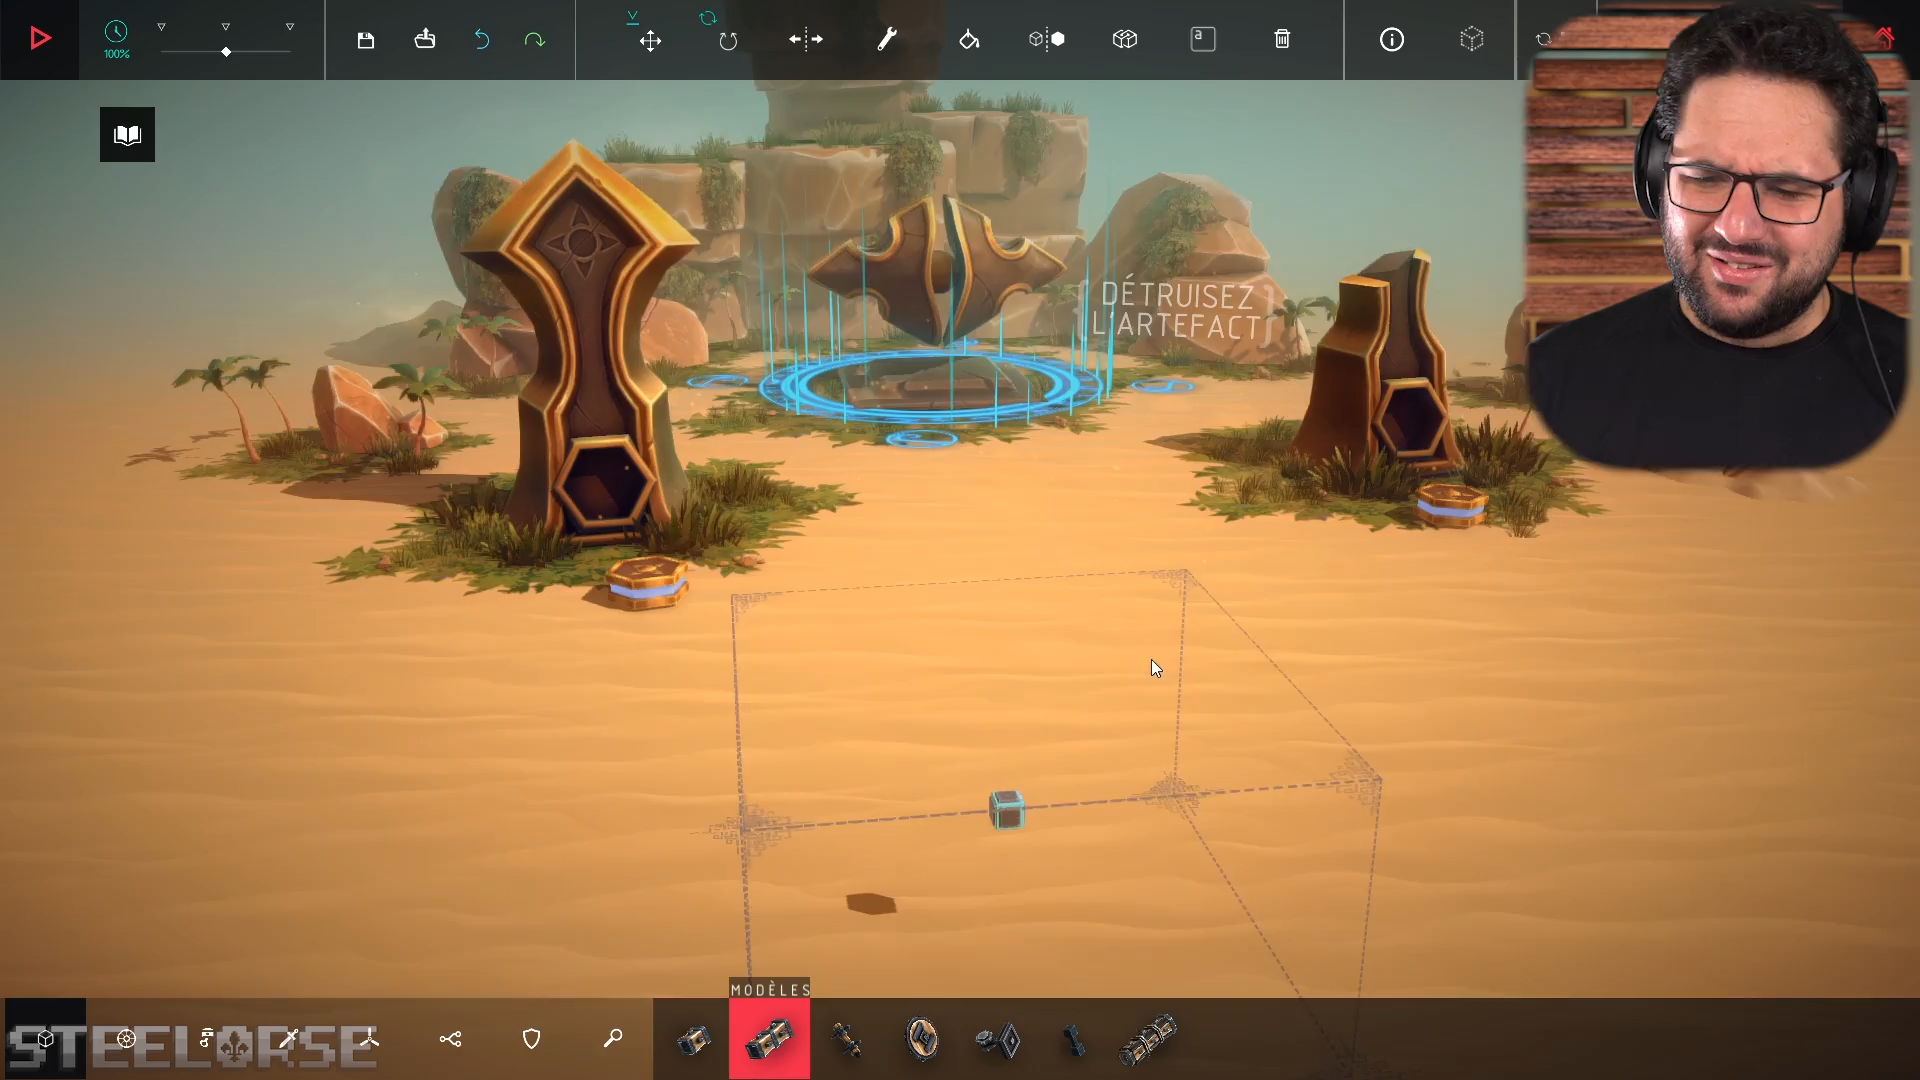 100%
a
DÉTRUISEZ
L'ARTEFACT
MODÈLES
STEELORSE